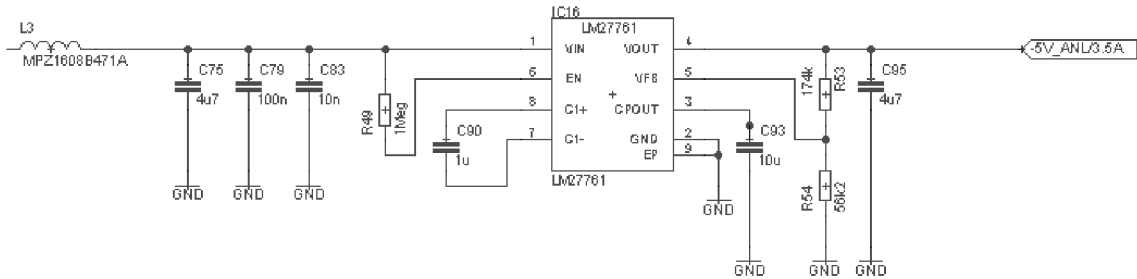 L3
MPZ1608B471A
C75
4u7
C79
100n
C83
10n
R49
1Meg
C90
1u
IC16
LM27761
1 VIN VOUT 4
6 EN VFB 5
8 C1+ CPOUT 3
7 C1- GND 2
EP 9
LM27761
C93
10u
174k
R53
R54
56k2
C95
4u7
-5V_ANL/3.5A
GND
GND
GND
GND
GND
GND
GND